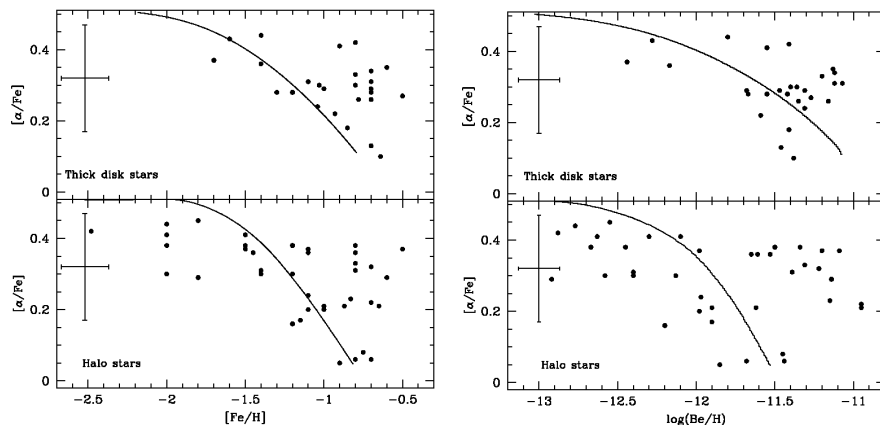 [α/Fe]
0.4
0.2
0
Thick disk stars
[α/Fe]
0.4
0.2
0
Halo stars
-2.5 -2 -1.5 -1 -0.5
[Fe/H]
[α/Fe]
0.4
0.2
0
Thick disk stars
[α/Fe]
0.4
0.2
0
Halo stars
-13 -12.5 -12 -11.5 -11
log(Be/H)